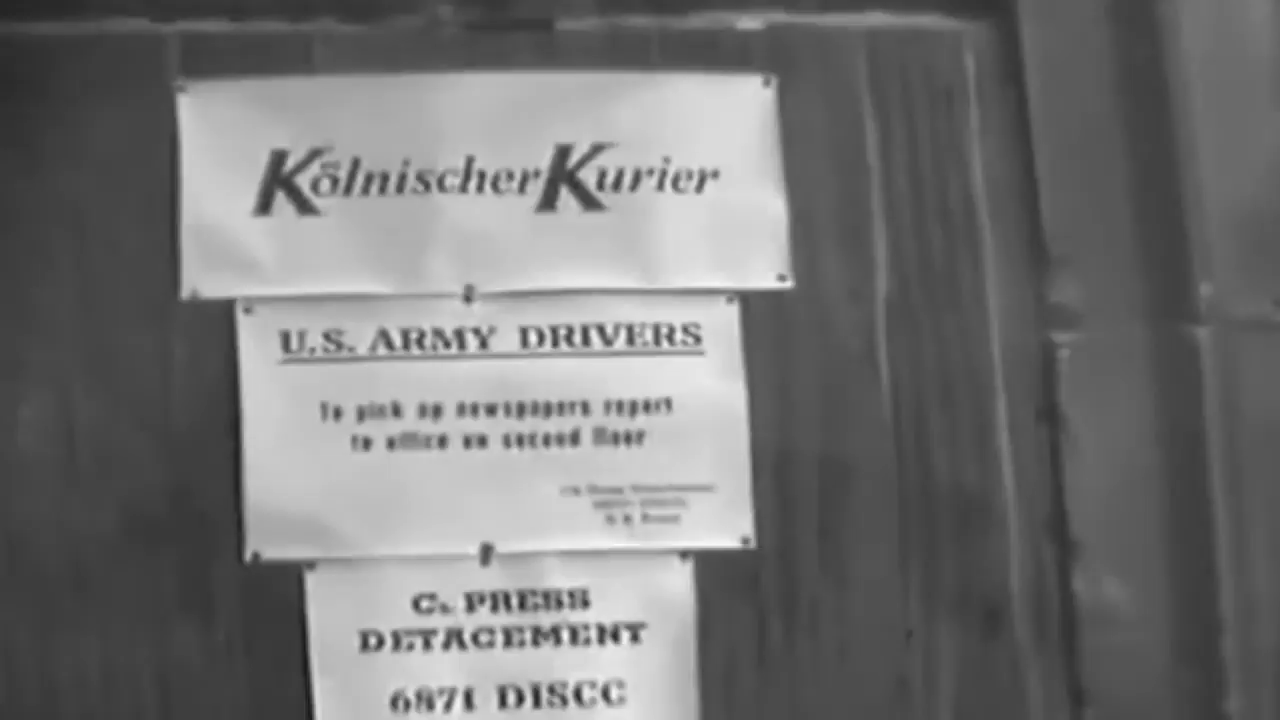 Kölnischer Kurier
U.S. ARMY DRIVERS
To pick up newspapers report
to office on second floor
PRESS
DETACEMENT
6871 DISCC